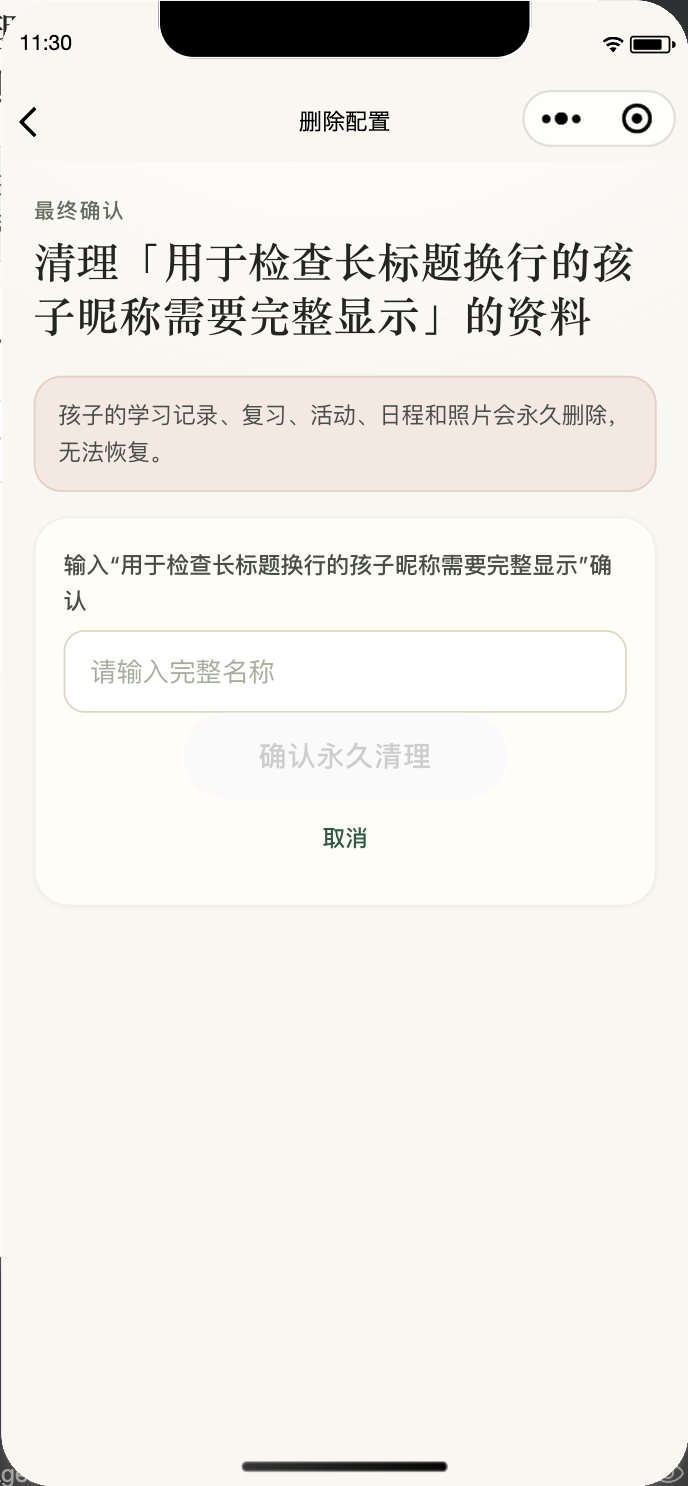 11:30
删除配置
最终确认
清理「用于检查长标题换行的孩
子昵称需要完整显示」的资料
孩子的学习记录、复习、活动、日程和照片会永久删除，
无法恢复。
输入“用于检查长标题换行的孩子昵称需要完整显示”确
认
请输入完整名称
确认永久清理
取消